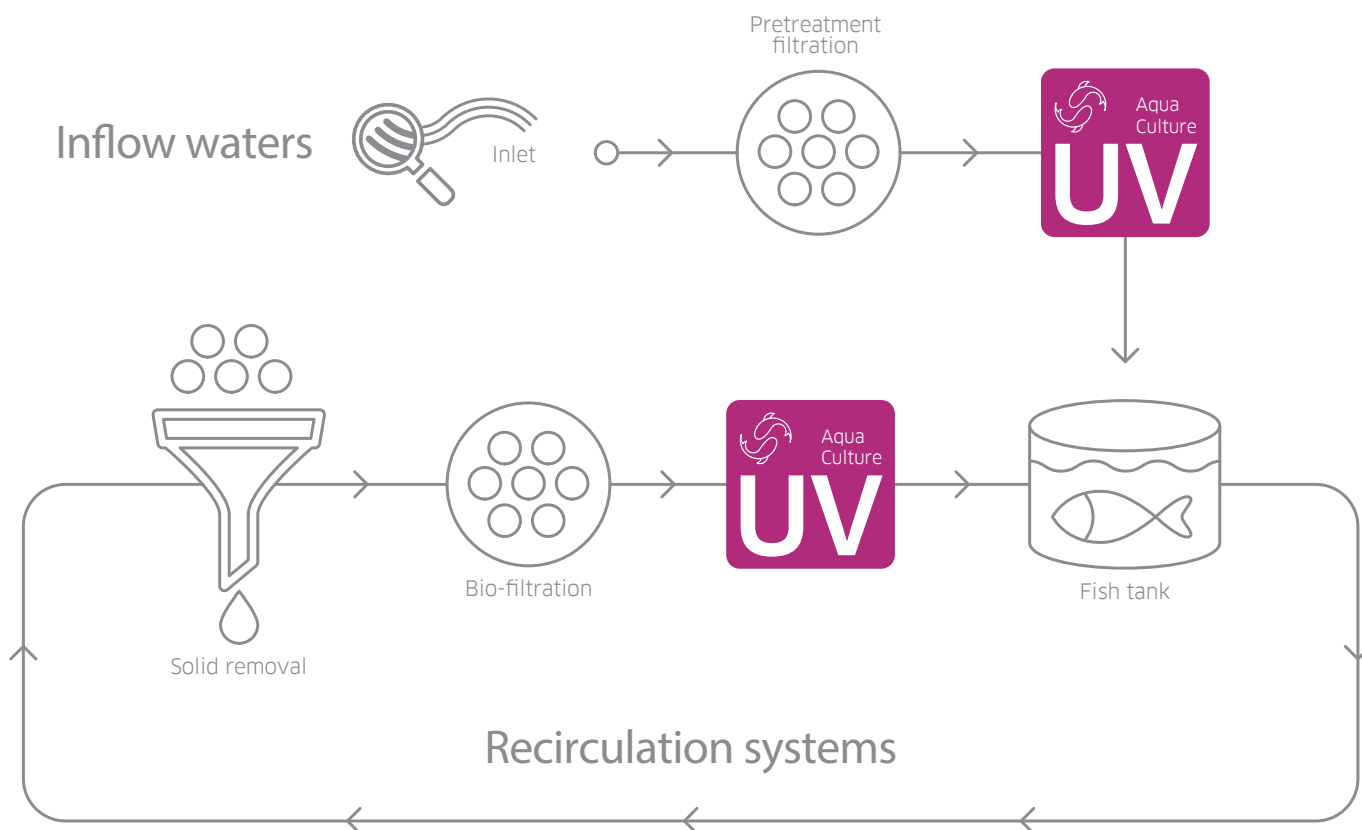 Pretreatment
filtration
Inflow waters
Inlet
Aqua
Culture
UV
Aqua
Culture
UV
Bio-filtration
Fish tank
Solid removal
Recirculation systems